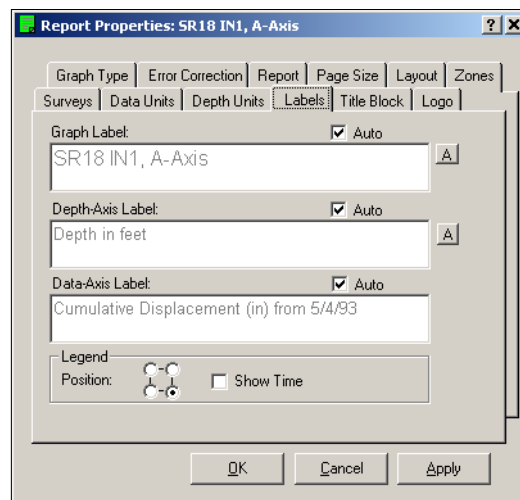 Report Properties: SR18 IN1, A-Axis
Graph Type Error Correction Report Page Size Layout Zones
Surveys Data Units Depth Units Labels Title Block Logo
Graph Label: Auto
SR18 IN1, A-Axis A
Depth-Axis Label: Auto
Depth in feet A
Data-Axis Label: Auto
Cumulative Displacement (in) from 5/4/93
Legend
Position: Show Time
OK Cancel Apply